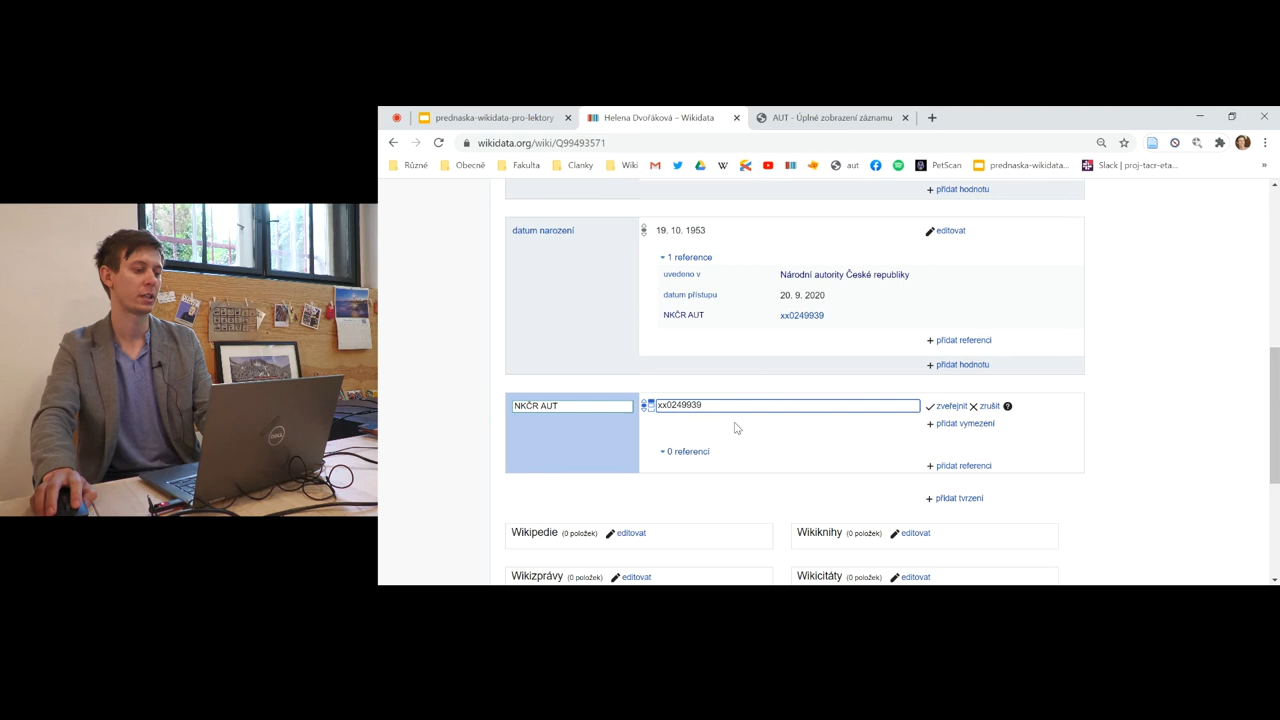 prednaska-wikidata-pro-lektory
Helena Dvořáková – Wikidata
AUT - Úplné zobrazení záznamu
wikidata.org/wiki/Q99493571
Různé
Obecně
Fakulta
Clanky
Wiki
aut
PetScan
prednaska-wikidata...
Slack | proj-tacr-eta...
»
+ přidat hodnotu
datum narození
19. 10. 1953
editovat
1 reference
uvedeno v
Národní autority České republiky
datum přístupu
20. 9. 2020
NKČR AUT
xx0249939
+ přidat referenci
+ přidat hodnotu
NKČR AUT
xx0249939
zveřejnit
zrušit
+ přidat vymezení
0 referencí
+ přidat referenci
+ přidat tvrzení
Wikipedie (0 položek) editovat
Wikiknihy (0 položek) editovat
Wikizprávy (0 položek) editovat
Wikicitáty (0 položek) editovat
DELL